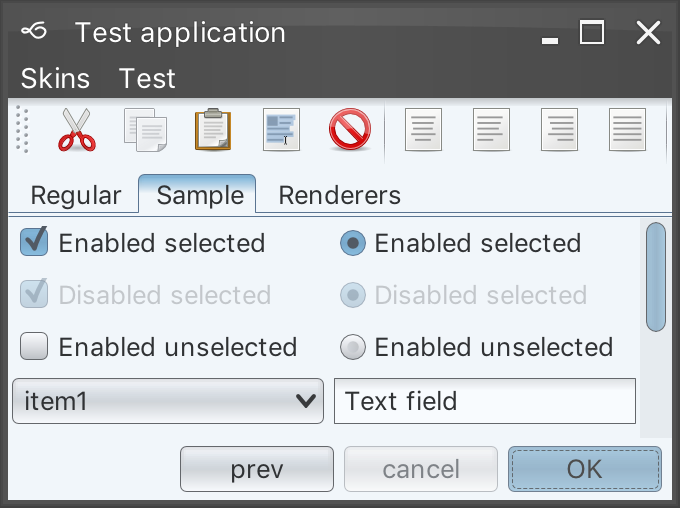 Test application
Skins Test
Regular Sample Renderers
Enabled selected Enabled selected
Disabled selected Disabled selected
Enabled unselected Enabled unselected
item1 Text field
prev cancel OK